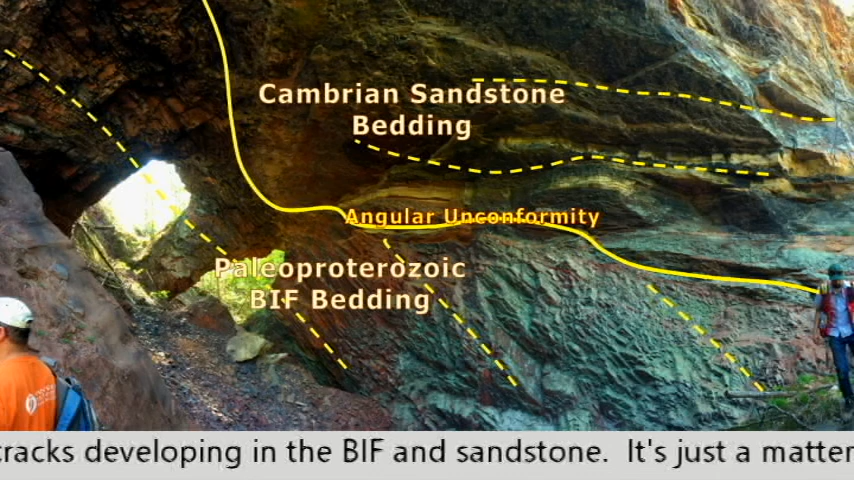 Cambrian Sandstone
Bedding
Angular Unconformity
Paleoproterozoic
BIF Bedding
cracks developing in the BIF and sandstone. It's just a matter